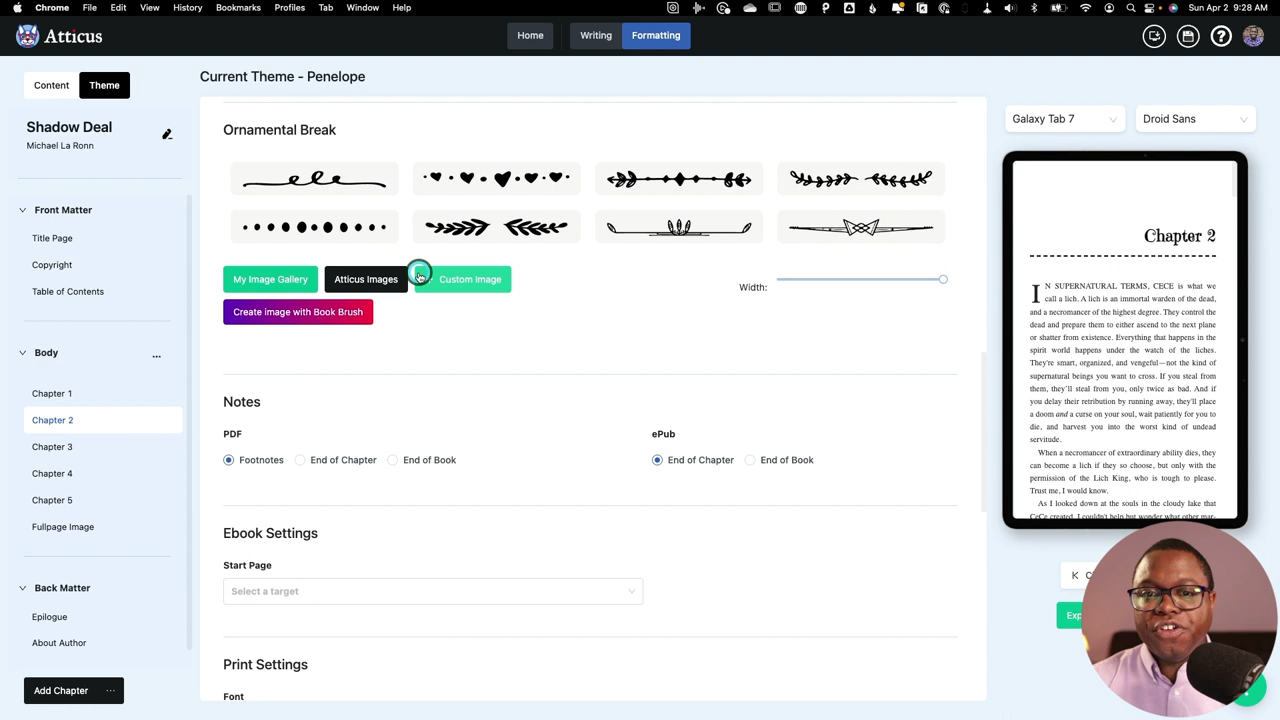 Chrome File Edit View History Bookmarks Profiles Tab Window Help
Sun Apr 2 9:28 AM
Atticus
Home
Writing
Formatting
Content
Theme
Shadow Deal
Michael La Ronn
Front Matter
Title Page
Copyright
Table of Contents
Body
...
Chapter 1
Chapter 2
Chapter 3
Chapter 4
Chapter 5
Fullpage Image
Back Matter
Epilogue
About Author
Add Chapter ...
Current Theme - Penelope
Ornamental Break
My Image Gallery
Atticus Images
Custom Image
Width:
Create image with Book Brush
Notes
PDF
Footnotes
End of Chapter
End of Book
ePub
End of Chapter
End of Book
Ebook Settings
Start Page
Select a target
Print Settings
Font
Galaxy Tab 7
Droid Sans
Chapter 2
IN SUPERNATURAL TERMS, CECE is what we
call a lich. A lich is an immortal warden of the dead,
and a necromancer of the highest degree. They control the
dead and prepare them to either ascend to the next plane
or shatter from existence. Everything that happens in the
spirit world happens under the watch of the liches.
They're smart, organized, and vengeful—not the kind of
supernatural beings you want to cross. If you steal from
them, they'll steal from you, only twice as bad. And if
you delay their retribution by running away, they'll place
a doom and a curse on your soul, wait patiently for you to
die, and harvest you into the worst kind of undead
servitude.
When a necromancer of extraordinary ability dies, they
can become a lich if they so choose, but only with the
permission of the Lich King, who is tough to please.
Trust me, I would know.
As I looked down at the souls in the cloudy lake that
CeCe created, I couldn't help but wonder what other mar-